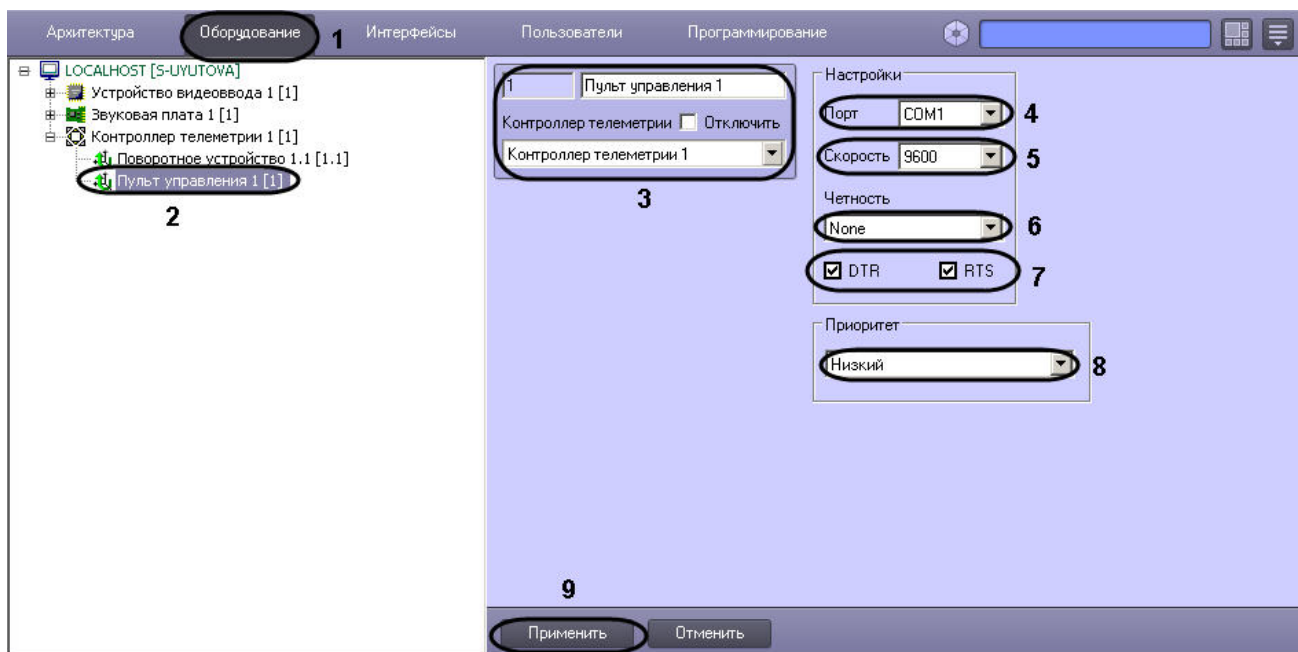 Архитектура Оборудование 1 Интерфейсы Пользователи Программирование
LOCALHOST [S-UYUTOVA]
Устройство видеоввода 1 [1]
Звуковая плата 1 [1]
Контроллер телеметрии 1 [1]
Поворотное устройство 1.1 [1.1]
Пульт управления 1 [1]
2
1 Пульт управления 1
Контроллер телеметрии Отключить
Контроллер телеметрии 1
3
Настройки
Порт COM1 4
Скорость 9600 5
Четность
None 6
DTR RTS 7
Приоритет
Низкий 8
9
Применить Отменить